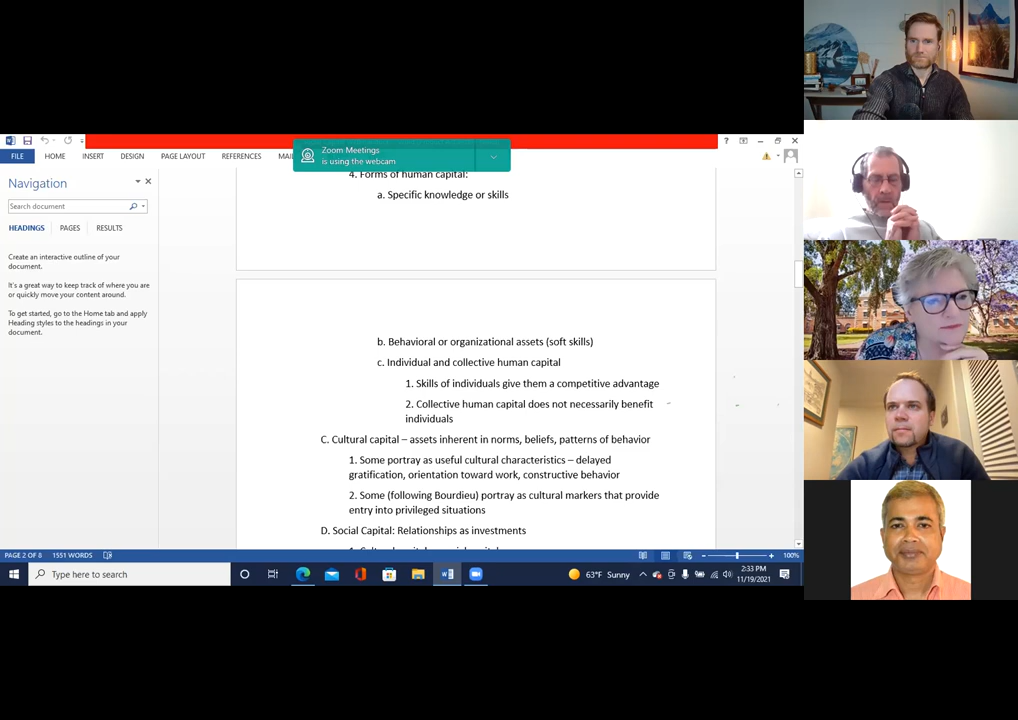 FILE HOME INSERT DESIGN PAGE LAYOUT REFERENCES
Zoom Meetings
is using the webcam
Navigation
Search document
HEADINGS PAGES RESULTS
Create an interactive outline of your
document.
It's a great way to keep track of where you are
or quickly move your content around.
To get started, go to the Home tab and apply
Heading styles to the headings in your
document.
4. Forms of human capital:
a. Specific knowledge or skills
b. Behavioral or organizational assets (soft skills)
c. Individual and collective human capital
1. Skills of individuals give them a competitive advantage
2. Collective human capital does not necessarily benefit
individuals
C. Cultural capital – assets inherent in norms, beliefs, patterns of behavior
1. Some portray as useful cultural characteristics – delayed
gratification, orientation toward work, constructive behavior
2. Some (following Bourdieu) portray as cultural markers that provide
entry into privileged situations
D. Social Capital: Relationships as investments
PAGE 2 OF 8 1551 WORDS 100%
Type here to search
63°F Sunny
2:33 PM
11/19/2021